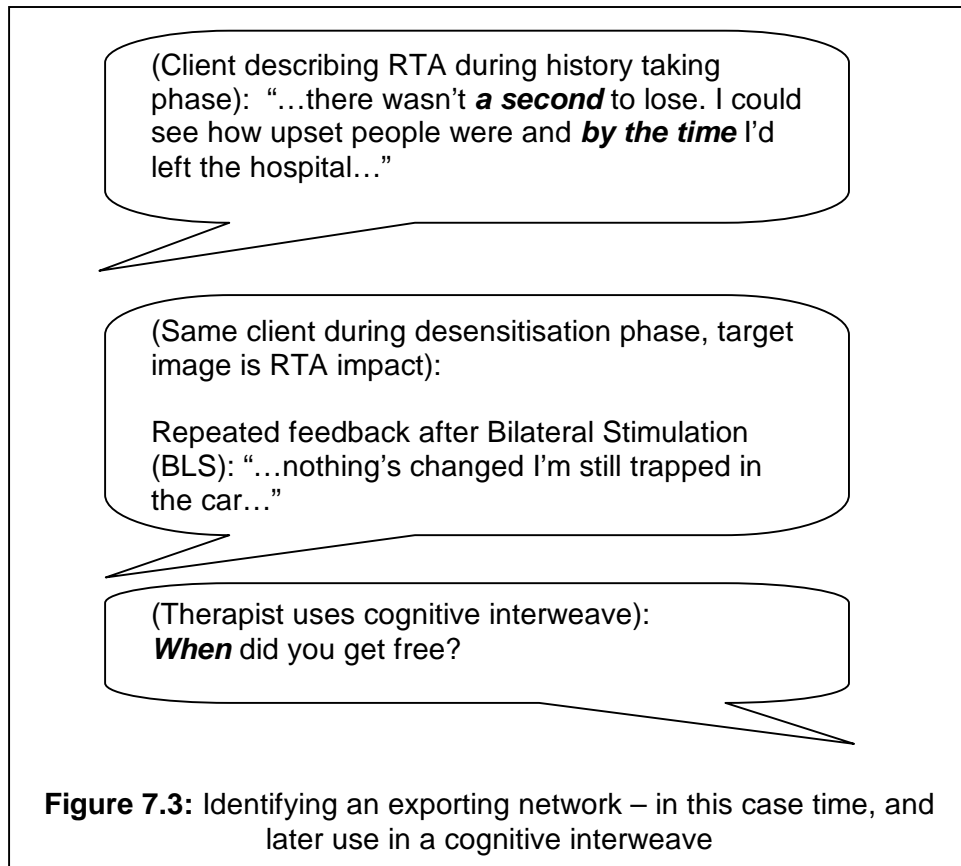 (Client describing RTA during history taking
phase):  “…there wasn’t a second to lose. I could
see how upset people were and by the time I’d
left the hospital…”
(Same client during desensitisation phase, target
image is RTA impact):
Repeated feedback after Bilateral Stimulation
(BLS): “…nothing’s changed I’m still trapped in
the car…”
(Therapist uses cognitive interweave):
When did you get free?
Figure 7.3: Identifying an exporting network – in this case time, and
later use in a cognitive interweave